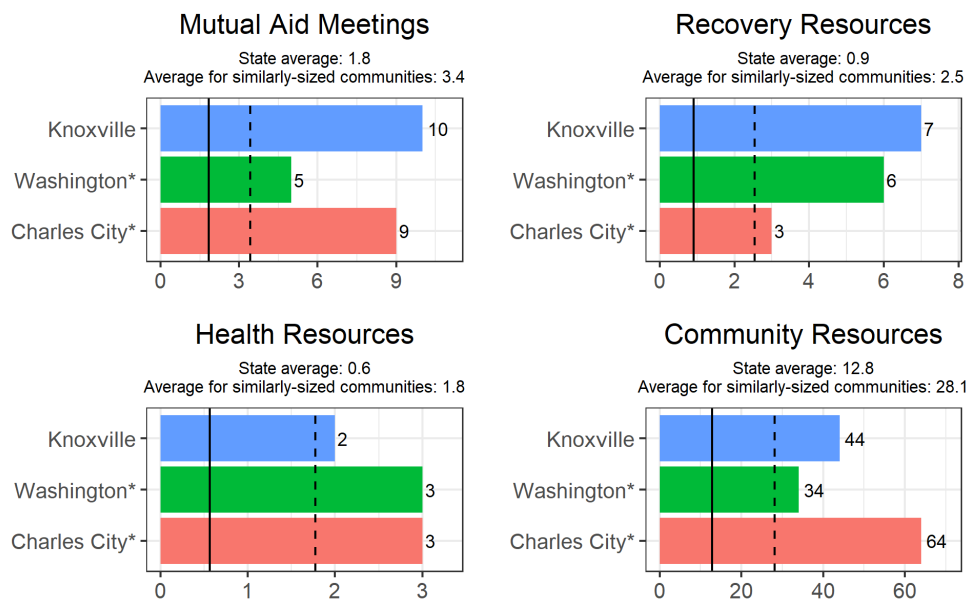 Mutual Aid Meetings
State average: 1.8
Average for similarly-sized communities: 3.4
Knoxville
10
Washington*
5
Charles City*
9
0 3 6 9
Recovery Resources
State average: 0.9
Average for similarly-sized communities: 2.5
Knoxville
7
Washington*
6
Charles City*
3
0 2 4 6 8
Health Resources
State average: 0.6
Average for similarly-sized communities: 1.8
Knoxville
2
Washington*
3
Charles City*
3
0 1 2 3
Community Resources
State average: 12.8
Average for similarly-sized communities: 28.1
Knoxville
44
Washington*
34
Charles City*
64
0 20 40 60